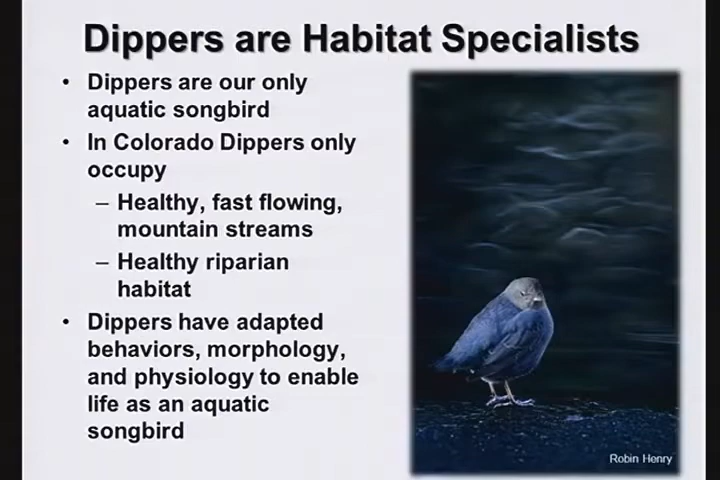 Dippers are Habitat Specialists
• Dippers are our only
aquatic songbird
• In Colorado Dippers only
occupy
– Healthy, fast flowing,
mountain streams
– Healthy riparian
habitat
• Dippers have adapted
behaviors, morphology,
and physiology to enable
life as an aquatic
songbird
Robin Henry